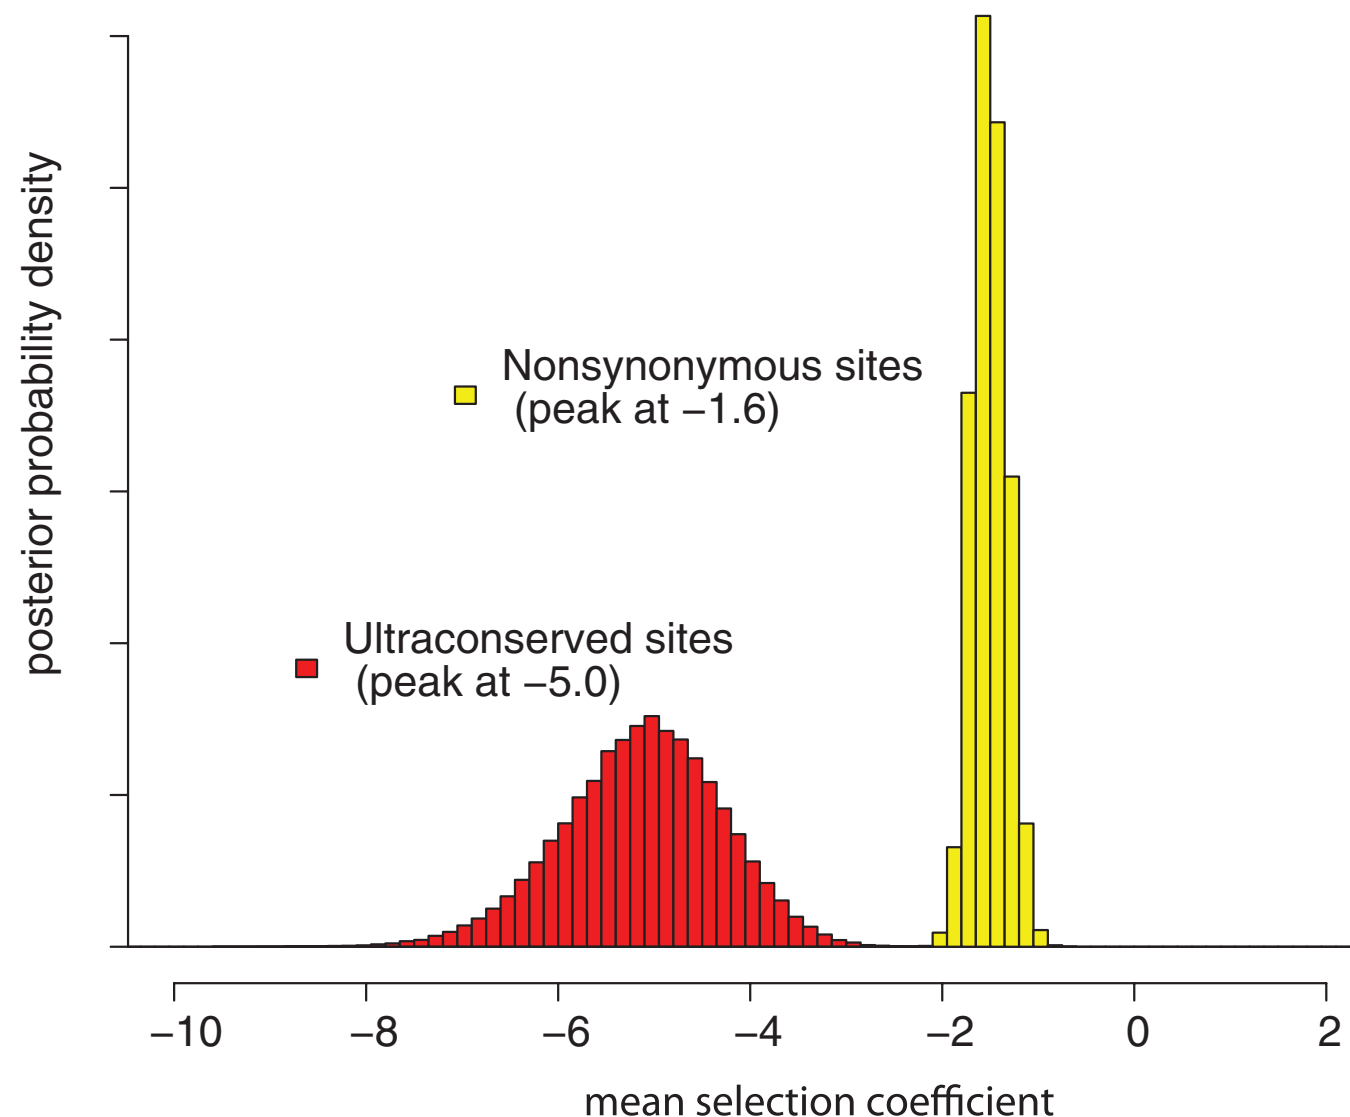 posterior probability density
Nonsynonymous sites
(peak at −1.6)
Ultraconserved sites
(peak at −5.0)
−10 −8 −6 −4 −2 0 2
mean selection coefficient